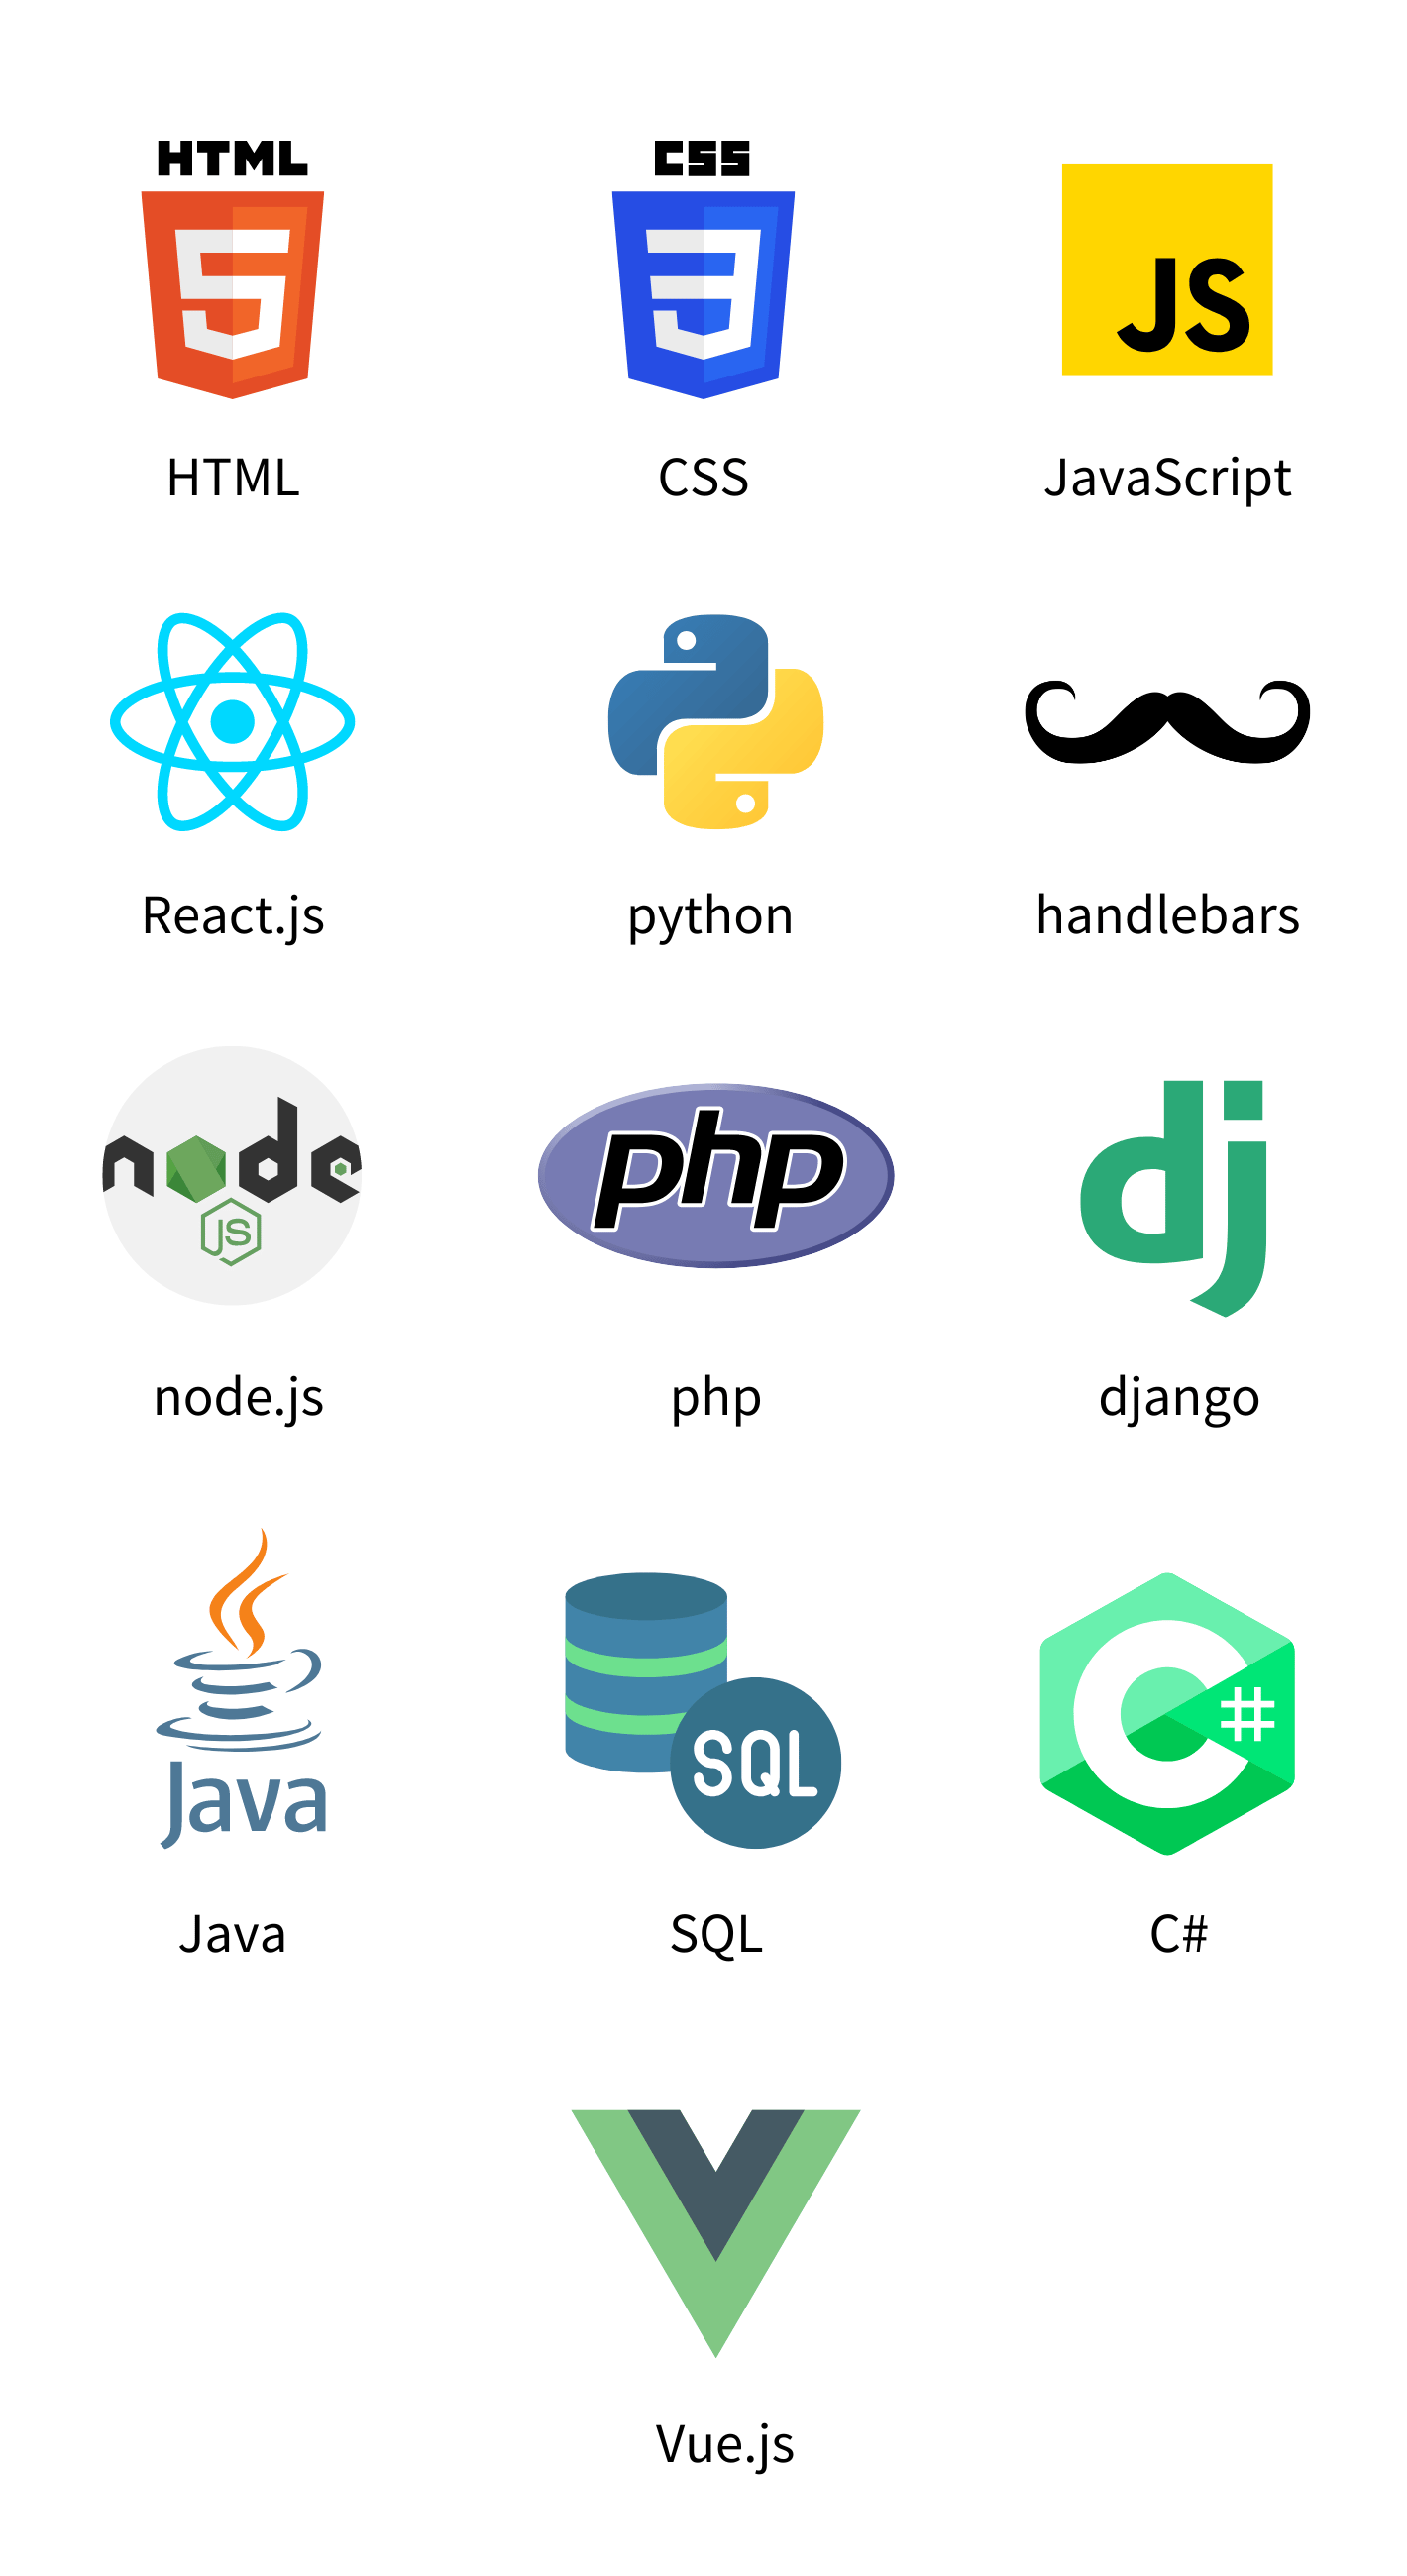 HTML
CSS
JS
HTML
CSS
JavaScript
React.js
python
handlebars
node
JS
php
dj
node.js
php
django
Java
SQL
C#
Java
SQL
C#
Vue.js